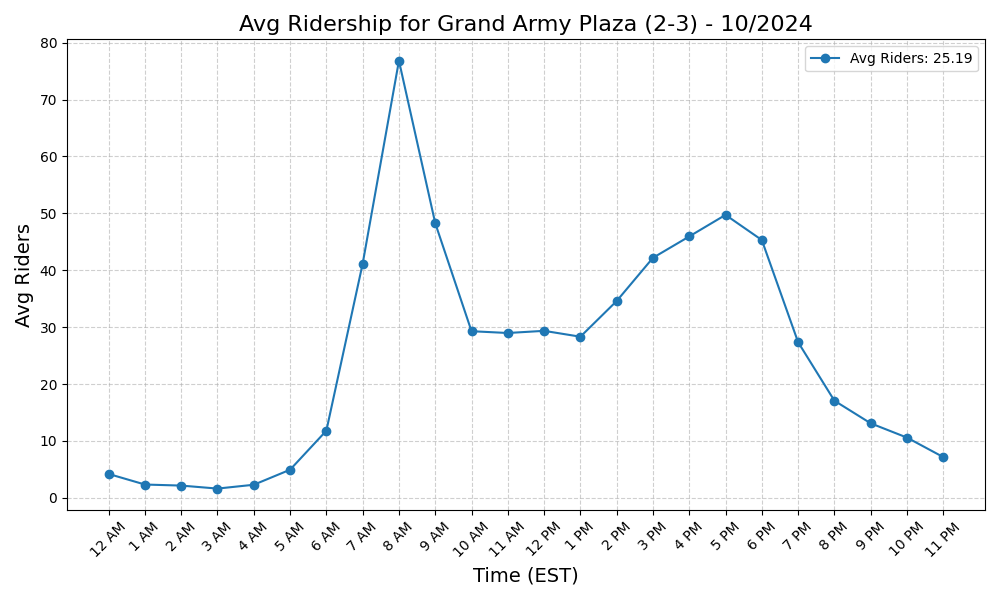 Avg Ridership for Grand Army Plaza (2-3) - 10/2024
Avg Riders: 25.19
Avg Riders
80
70
60
50
40
30
20
10
0
12 AM
1 AM
2 AM
3 AM
4 AM
5 AM
6 AM
7 AM
8 AM
9 AM
10 AM
11 AM
12 PM
1 PM
2 PM
3 PM
4 PM
5 PM
6 PM
7 PM
8 PM
9 PM
10 PM
11 PM
Time (EST)